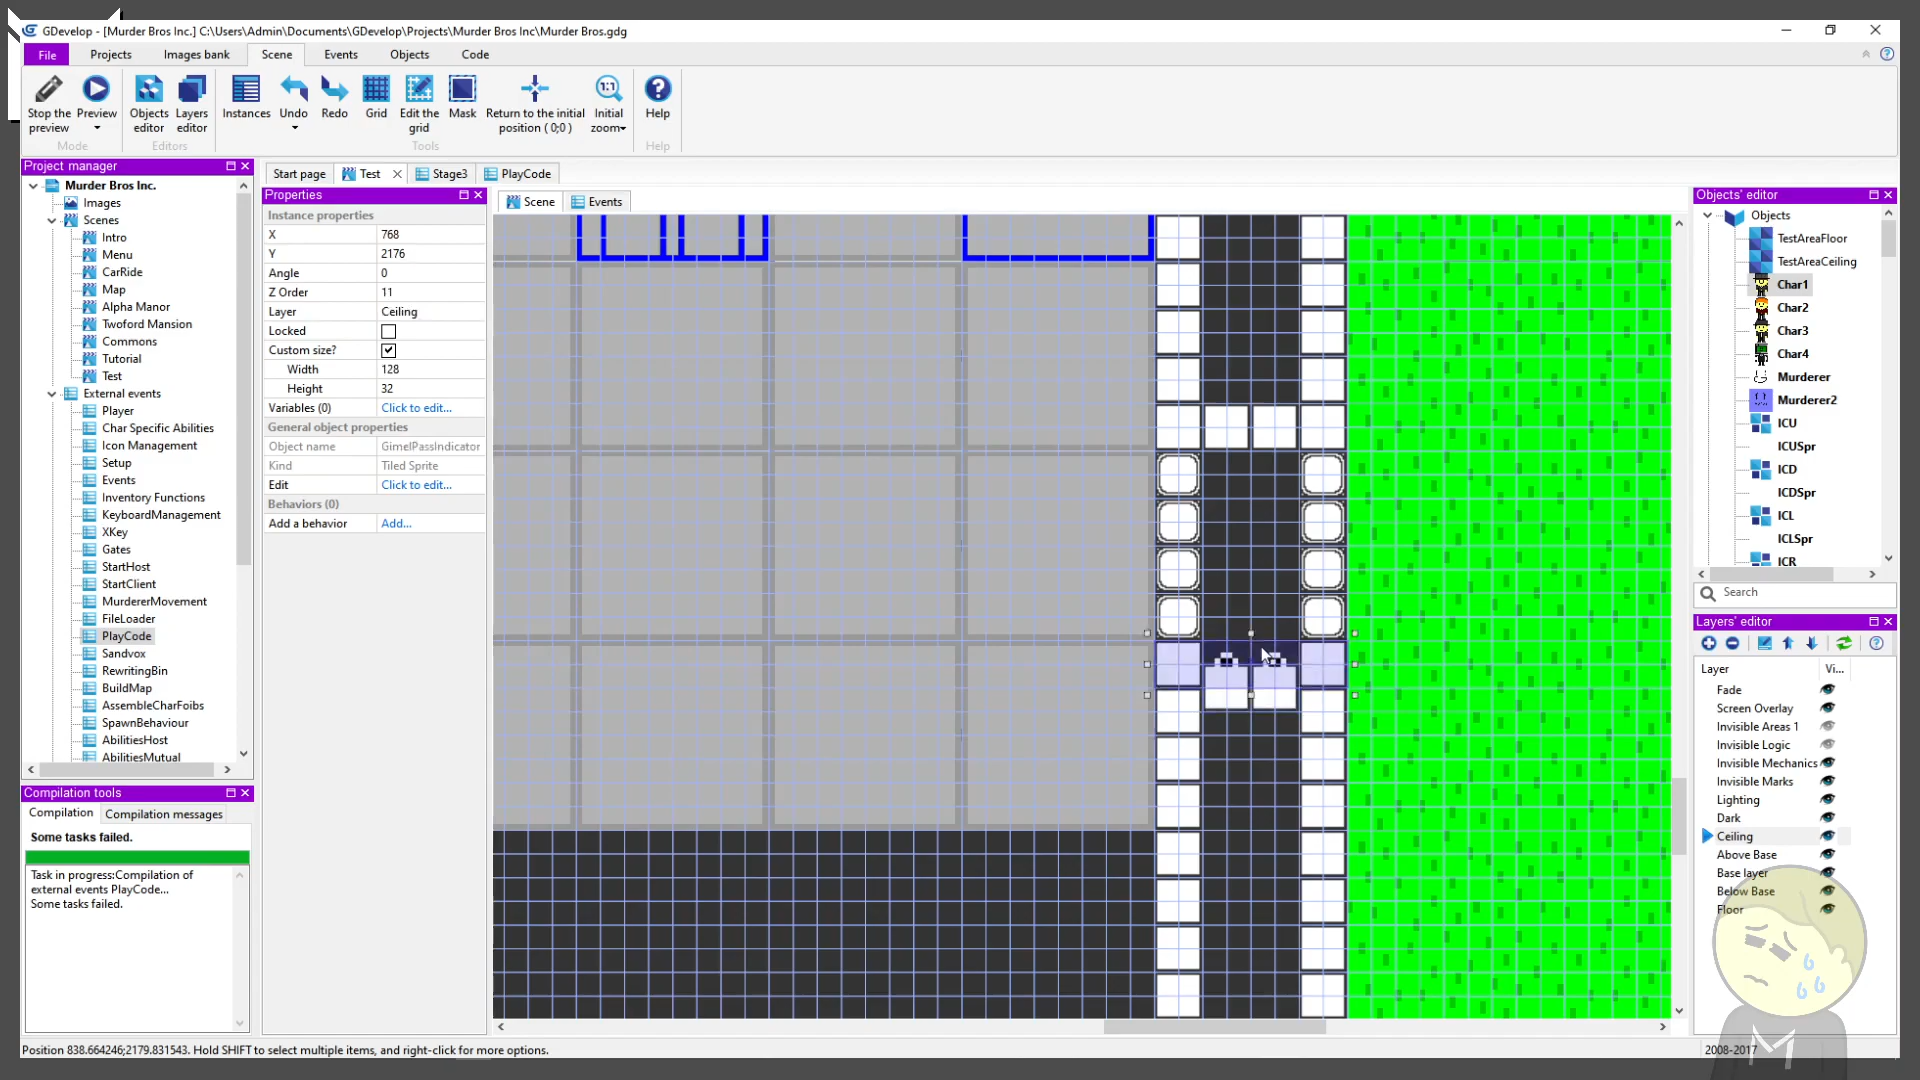 GDevelop - [Murder Bros Inc.] C:\Users\Admin\Documents\GDevelop\Projects\Murder Bros Inc\Murder Bros.gdg
File
Projects
Images bank
Scene
Events
Objects
Code
Stop the preview
Preview
Objects editor
Layers editor
Instances
Undo
Redo
Grid
Edit the grid
Mask
Return to the initial position ( 0;0 )
1:1
Initial zoom
Help
Mode
Editors
Tools
Help
Project manager
Murder Bros Inc.
Images
Scenes
Intro
Menu
CarRide
Map
Alpha Manor
Twoford Mansion
Commons
Tutorial
Test
External events
Player
Char Specific Abilities
Icon Management
Setup
Events
Inventory Functions
KeyboardManagement
XKey
Gates
StartHost
StartClient
MurdererMovement
FileLoader
PlayCode
Sandvox
RewritingBin
BuildMap
AssembleCharFoibs
SpawnBehaviour
AbilitiesHost
AbilitiesMutual
Compilation tools
Compilation
Compilation messages
Some tasks failed.
Task in progress:Compilation of
external events PlayCode...
Some tasks failed.
Start page
Test
Stage3
PlayCode
Properties
Instance properties
X 768
Y 2176
Angle 0
Z Order 11
Layer Ceiling
Locked
Custom size?
Width 128
Height 32
Variables (0) Click to edit...
General object properties
Object name GimelPassIndicator
Kind Tiled Sprite
Edit Click to edit...
Behaviors (0)
Add a behavior Add...
Scene
Events
Objects' editor
Objects
TestAreaFloor
TestAreaCeiling
Char1
Char2
Char3
Char4
Murderer
Murderer2
ICU
ICUSpr
ICD
ICDSpr
ICL
ICLSpr
ICR
Search
Layers' editor
Layer Vi...
Fade
Screen Overlay
Invisible Areas 1
Invisible Logic
Invisible Mechanics
Invisible Marks
Lighting
Dark
Ceiling
Above Base
Base layer
Below Base
Floor
Position 838.664246;2179.831543. Hold SHIFT to select multiple items, and right-click for more options.
2008-2017